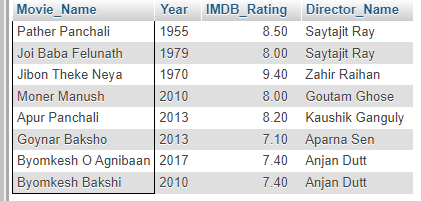 Movie_Name Year IMDB_Rating Director_Name
Pather Panchali 1955 8.50 Saytajit Ray
Joi Baba Felunath 1979 8.00 Saytajit Ray
Jibon Theke Neya 1970 9.40 Zahir Raihan
Moner Manush 2010 8.00 Goutam Ghose
Apur Panchali 2013 8.20 Kaushik Ganguly
Goynar Baksho 2013 7.10 Aparna Sen
Byomkesh O Agnibaan 2017 7.40 Anjan Dutt
Byomkesh Bakshi 2010 7.40 Anjan Dutt